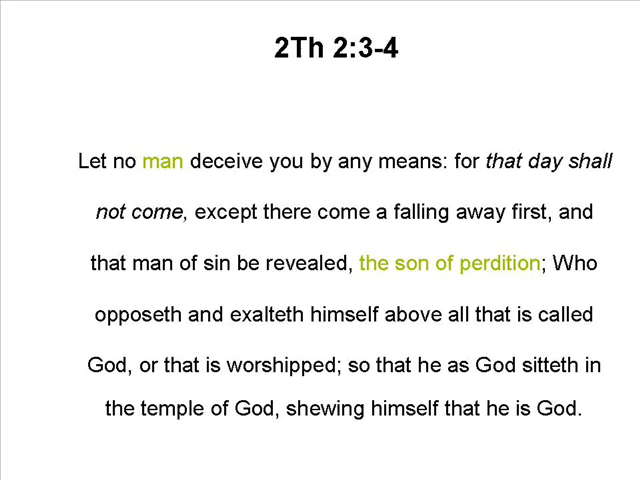 2Th 2:3-4
Let no man deceive you by any means: for that day shall
not come, except there come a falling away first, and
that man of sin be revealed, the son of perdition; Who
opposeth and exalteth himself above all that is called
God, or that is worshipped; so that he as God sitteth in
the temple of God, shewing himself that he is God.